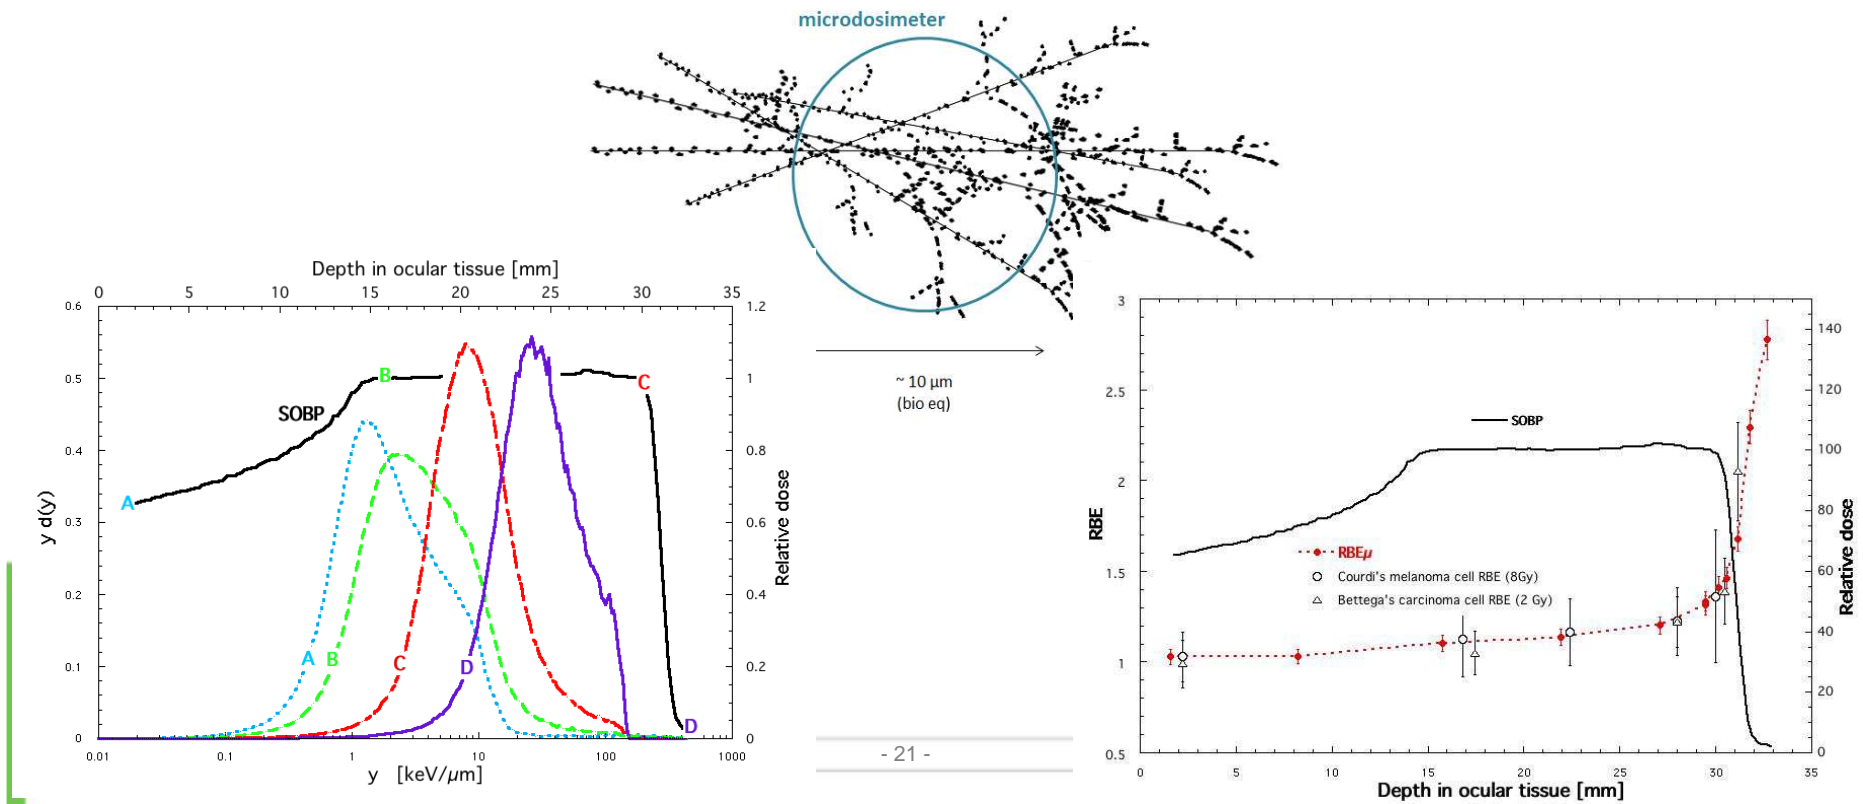 microdosimeter
Depth in ocular tissue [mm]
0 5 10 15 20 25 30 35
0.6
0.5
0.4
0.3
0.2
0.1
0
y d(y)
1.2
1
0.8
0.6
0.4
0.2
0
Relative dose
SOBP
A
B
C
D
A
B
C
D
0.01 0.1 1 10 100 1000
y [keV/µm]
~ 10 µm
(bio eq)
- 21 -
3
2.5
2
1.5
1
0.5
RBE
140
120
100
80
60
40
20
0
Relative dose
SOBP
RBEµ
Courdi's melanoma cell RBE (8Gy)
Bettega's carcinoma cell RBE (2 Gy)
0 5 10 15 20 25 30 35
Depth in ocular tissue [mm]